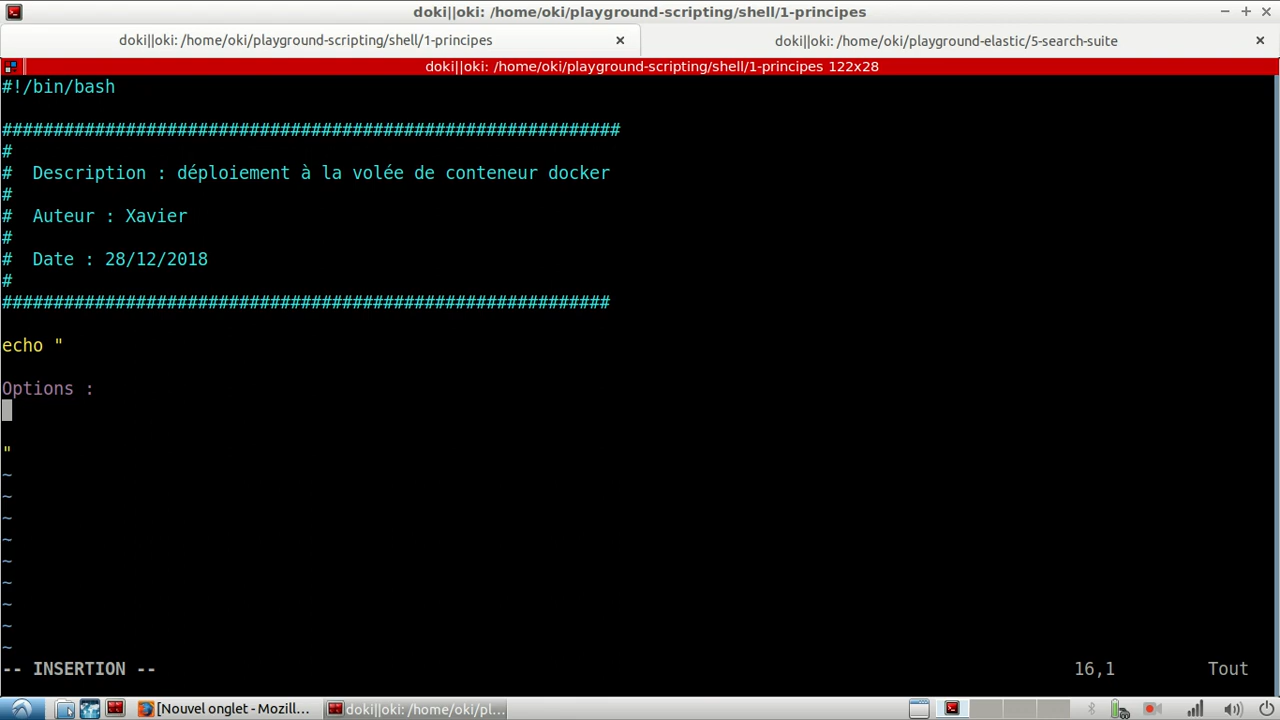 doki||oki: /home/oki/playground-scripting/shell/1-principes
doki||oki: /home/oki/playground-scripting/shell/1-principes
doki||oki: /home/oki/playground-elastic/5-search-suite
doki||oki: /home/oki/playground-scripting/shell/1-principes 122x28
#!/bin/bash
############################################################
#
#  Description : déploiement à la volée de conteneur docker
#
#  Auteur : Xavier
#
#  Date : 28/12/2018
#
###########################################################
echo "
Options :
"
~
~
~
~
~
~
~
~
~
-- INSERTION --
16,1
Tout
[Nouvel onglet - Mozill...
doki||oki: /home/oki/pl...